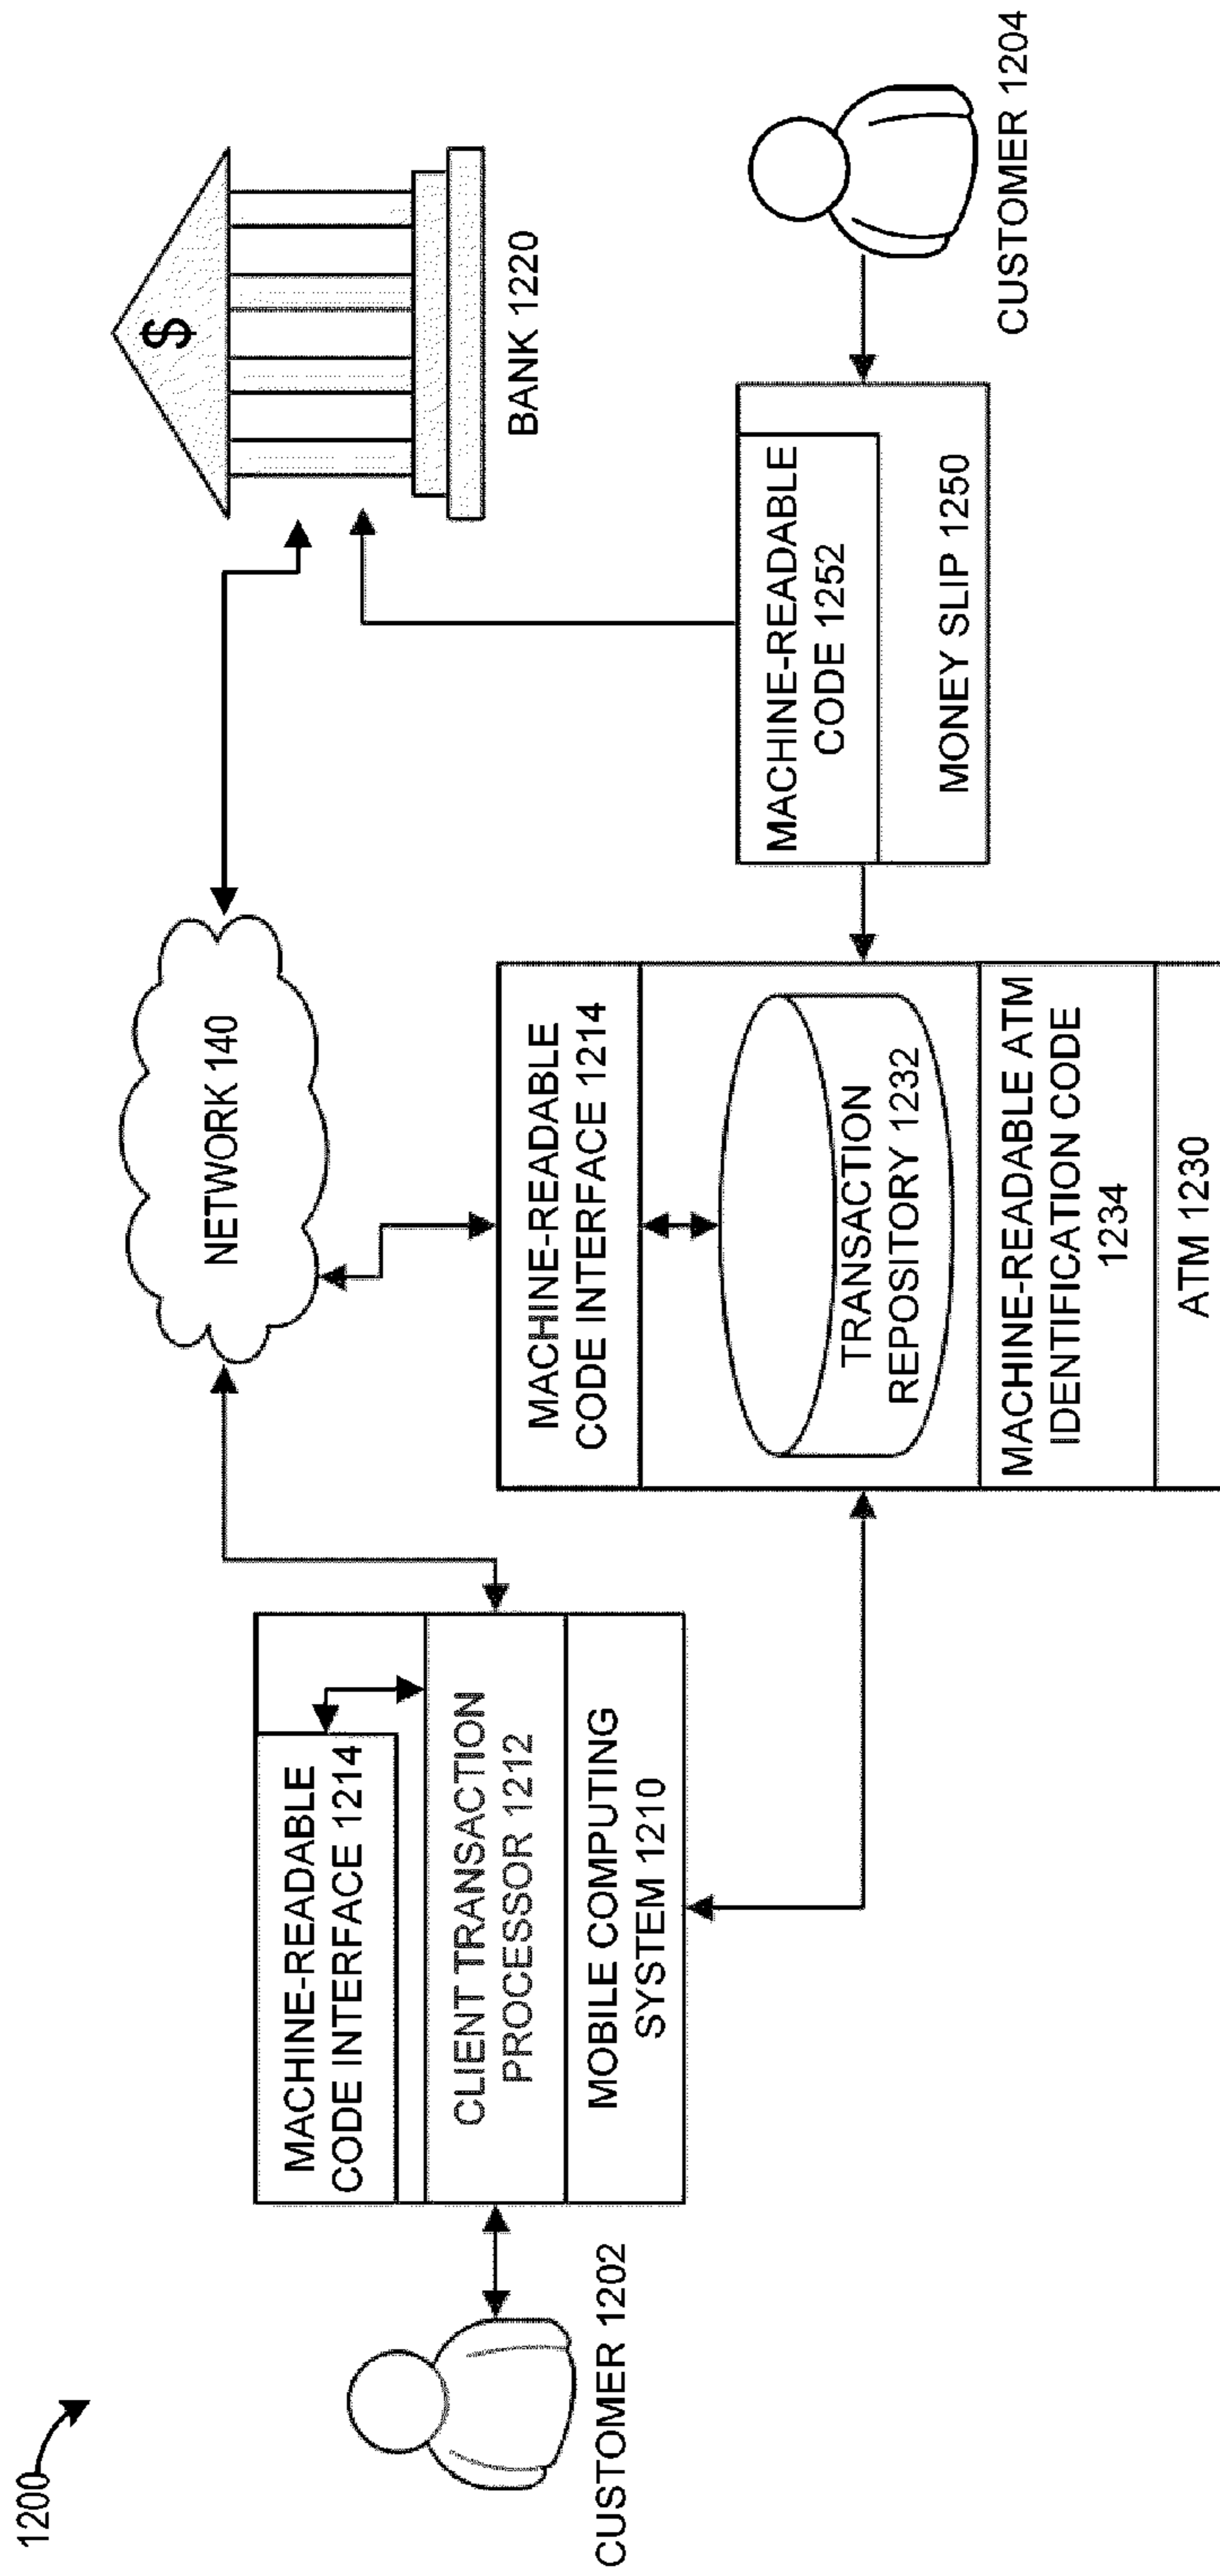 1200
CUSTOMER 1202
MACHINE-READABLE
CODE INTERFACE 1214
CLIENT TRANSACTION
PROCESSOR 1212
MOBILE COMPUTING
SYSTEM 1210
NETWORK 140
$
BANK 1220
MACHINE-READABLE
CODE INTERFACE 1214
TRANSACTION
REPOSITORY 1232
MACHINE-READABLE ATM
IDENTIFICATION CODE
1234
ATM 1230
MACHINE-READABLE
CODE 1252
MONEY SLIP 1250
CUSTOMER 1204